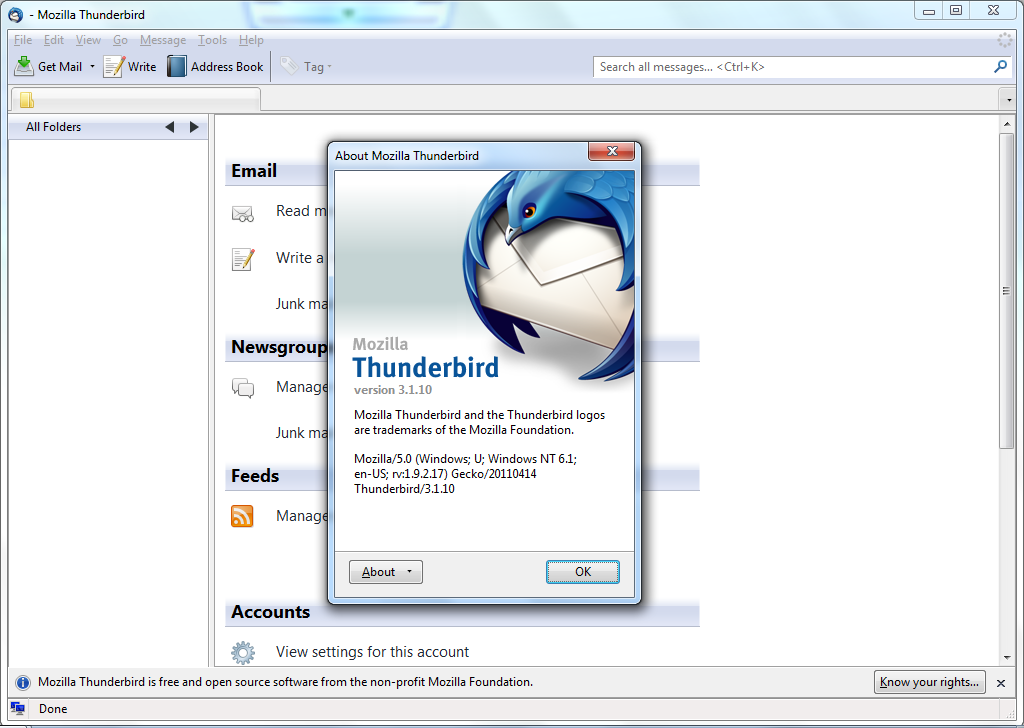 - Mozilla Thunderbird
File Edit View Go Message Tools Help
Get Mail Write Address Book Tag
Search all messages... <Ctrl+K>
All Folders
Email
Read m
Write a
Junk ma
Newsgroup
Manage
Junk ma
Feeds
Manage
Accounts
View settings for this account
About Mozilla Thunderbird
Mozilla
Thunderbird
version 3.1.10
Mozilla Thunderbird and the Thunderbird logos
are trademarks of the Mozilla Foundation.
Mozilla/5.0 (Windows; U; Windows NT 6.1;
en-US; rv:1.9.2.17) Gecko/20110414
Thunderbird/3.1.10
About
OK
Mozilla Thunderbird is free and open source software from the non-profit Mozilla Foundation.
Know your rights...
Done